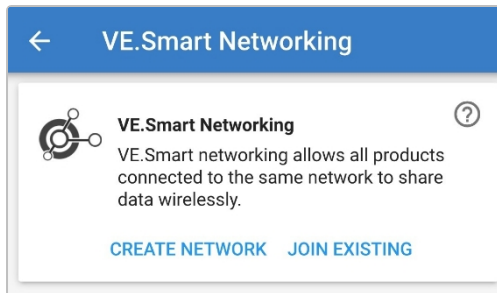 VE.Smart Networking
VE.Smart Networking
VE.Smart networking allows all products
connected to the same network to share
data wirelessly.
CREATE NETWORK JOIN EXISTING